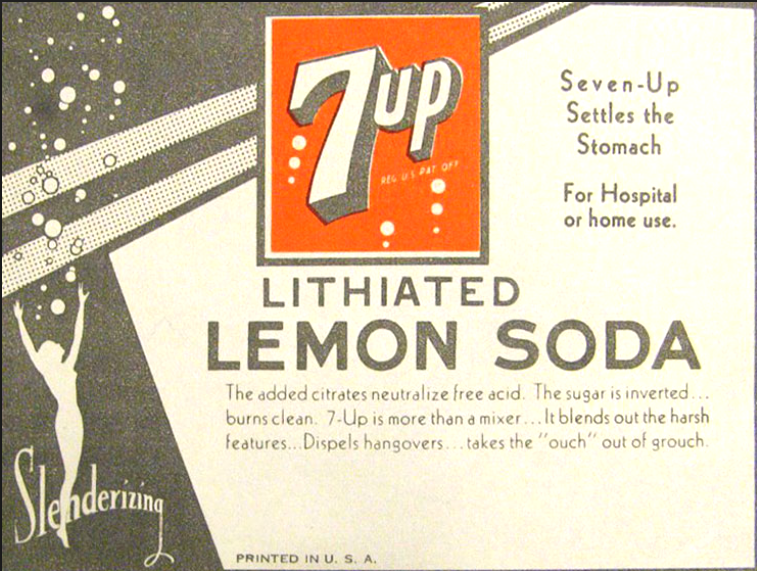 7up
REG. U.S. PAT. OFF.
Seven-Up
Settles the
Stomach
For Hospital
or home use.
LITHIATED
LEMON SODA
The added citrates neutralize free acid. The sugar is inverted...
burns clean. 7-Up is more than a mixer...It blends out the harsh
features...Dispels hangovers...takes the "ouch" out of grouch.
Slenderizing
PRINTED IN U. S. A.